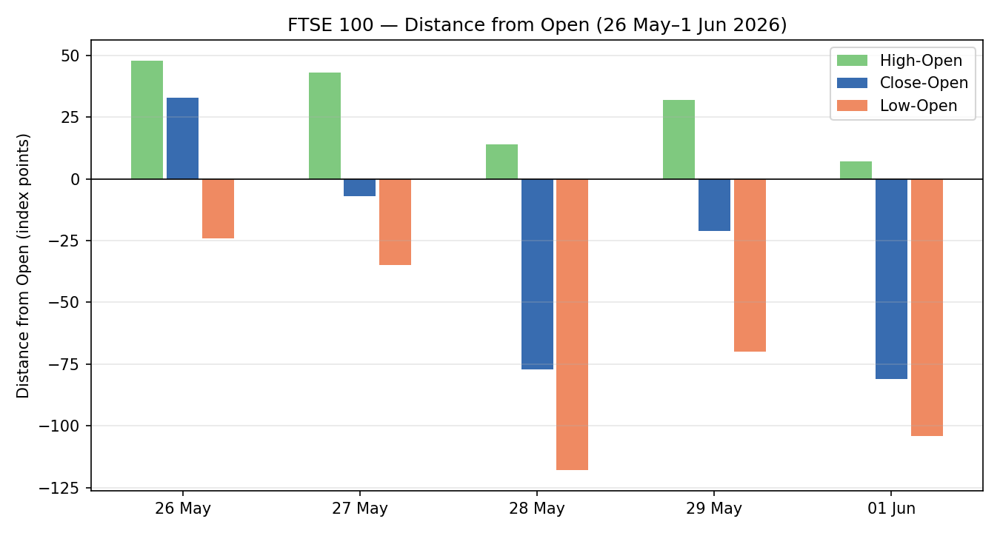 FTSE 100 — Distance from Open (26 May–1 Jun 2026)
High-Open
Close-Open
Low-Open
Distance from Open (index points)
50
25
0
−25
−50
−75
−100
−125
26 May
27 May
28 May
29 May
01 Jun